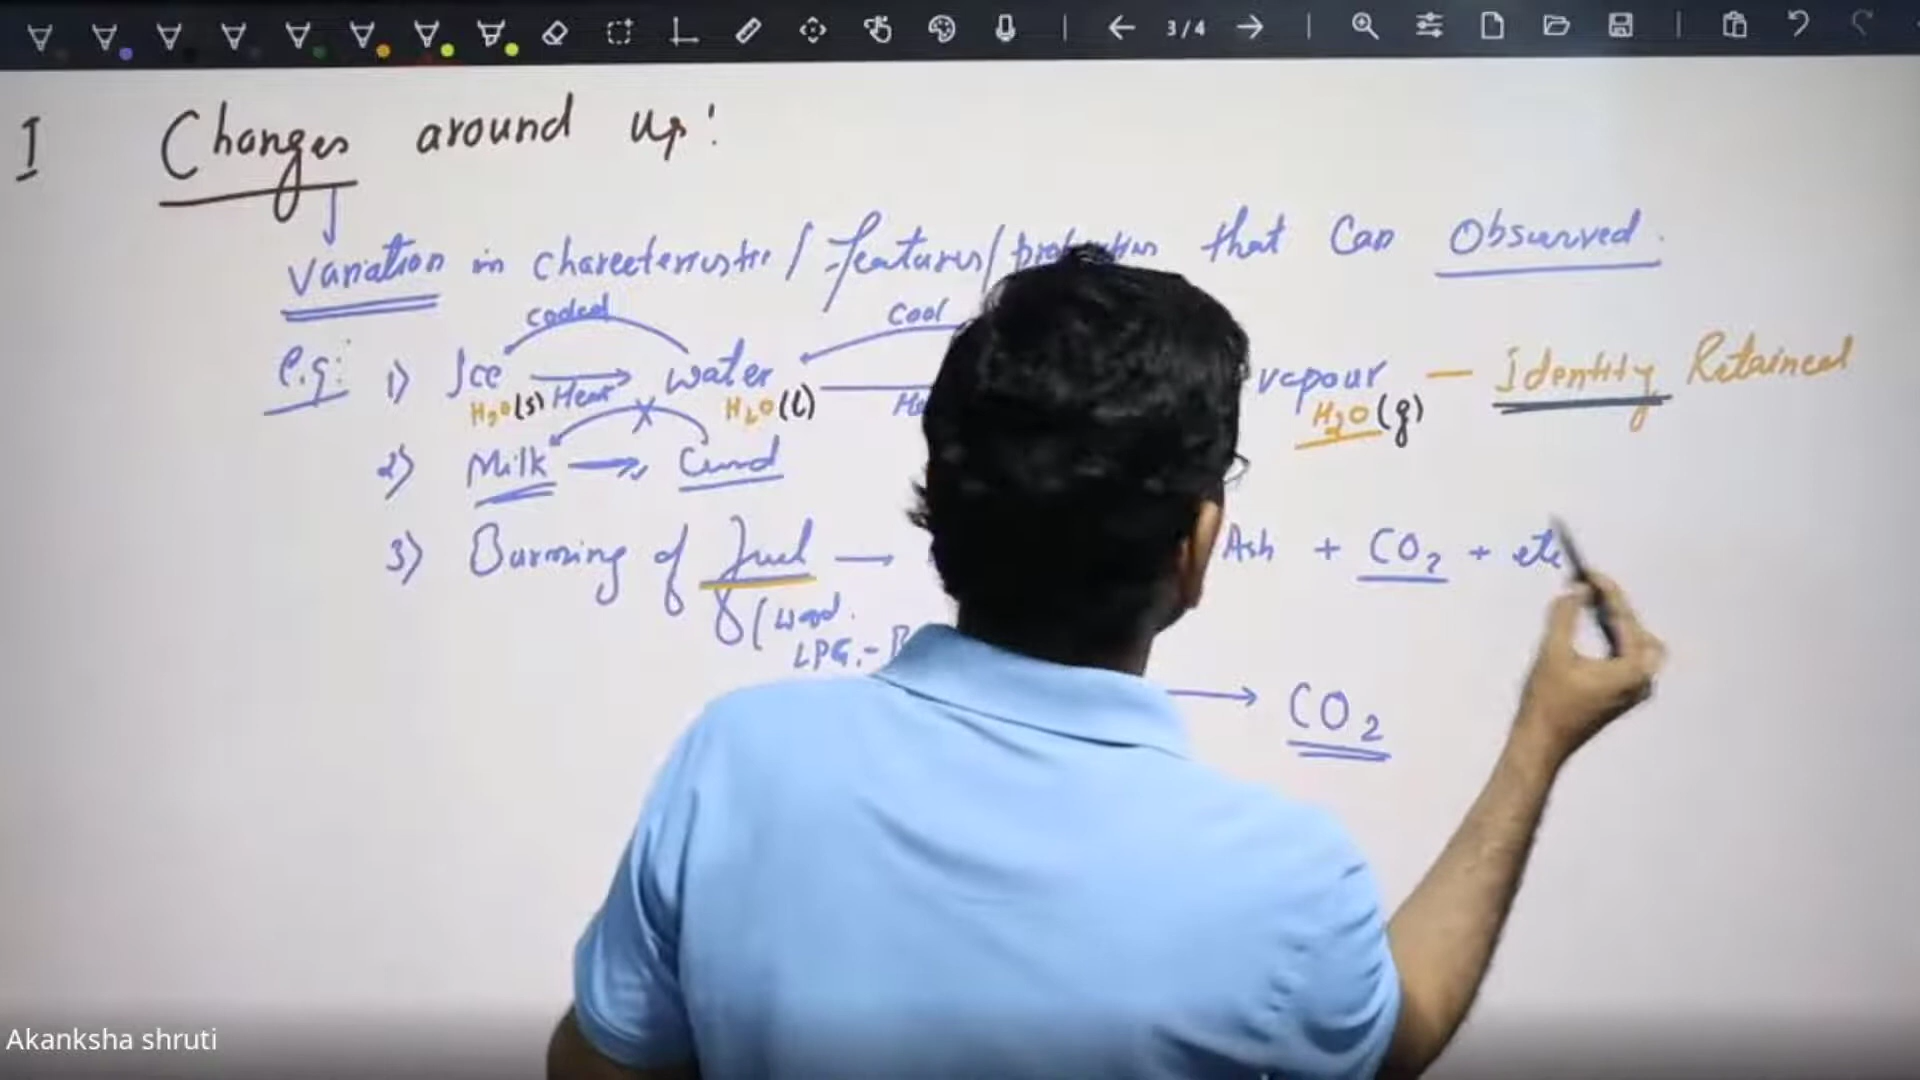 3/4
I Changes around us:
Variation in charecterestic/features/ that can Observed.
cooled Cool
e.g: 1) Ice Heat water vapour — Identity Retained
H2O(s) H2O(l) H2O(g)
X
2) Milk → Curd
3) Burning of fuel → Ash + CO2 + etc
(wood.
LPG.-
→ CO2
Akanksha shruti